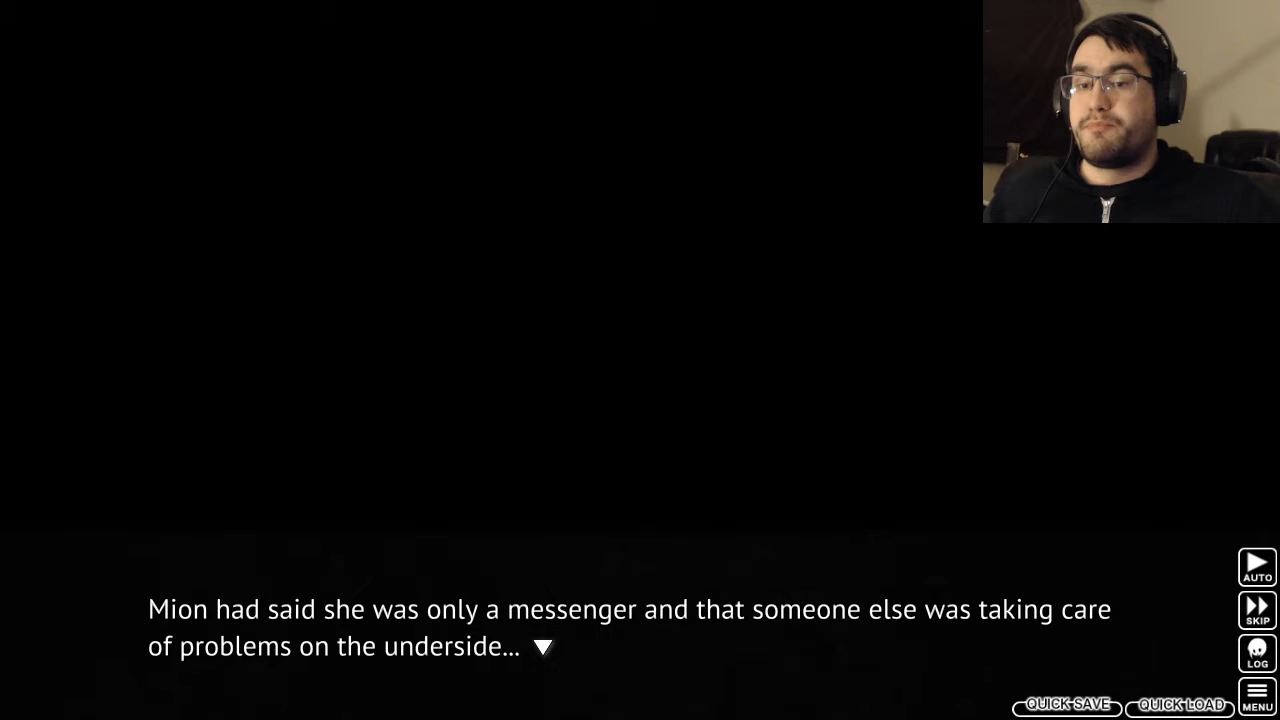 Mion had said she was only a messenger and that someone else was taking care
of problems on the underside...
AUTO
SKIP
LOG
MENU
QUICK SAVE
QUICK LOAD